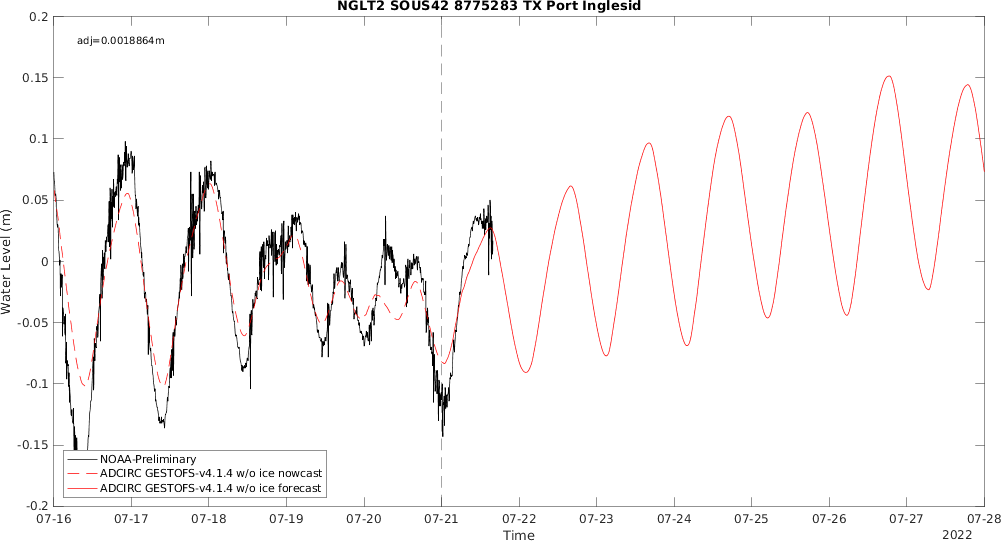 NGLT2 SOUS42 8775283 TX Port Inglesid
adj=0.0018864m
0.2
0.15
0.1
0.05
0
-0.05
-0.1
-0.15
-0.2
Water Level (m)
NOAA-Preliminary
ADCIRC GESTOFS-v4.1.4 w/o ice nowcast
ADCIRC GESTOFS-v4.1.4 w/o ice forecast
07-16 07-17 07-18 07-19 07-20 07-21 07-22 07-23 07-24 07-25 07-26 07-27 07-28
Time
2022